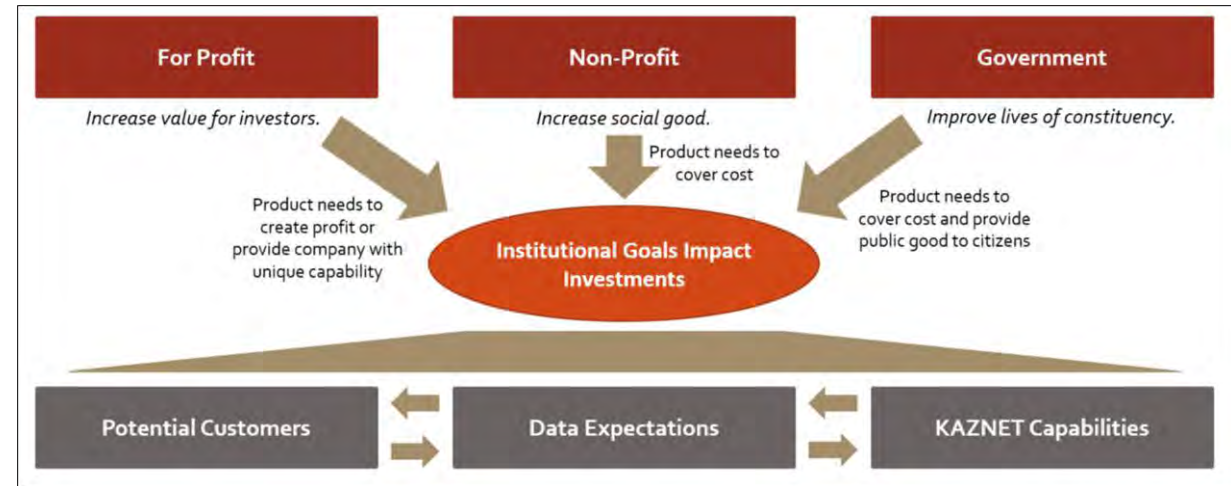 For Profit
Non-Profit
Government
Increase value for investors.
Increase social good.
Improve lives of constituency.
Product needs to
create profit or
provide company with
unique capability
Product needs to
cover cost
Product needs to
cover cost and provide
public good to citizens
Institutional Goals Impact
Investments
Potential Customers
Data Expectations
KAZNET Capabilities